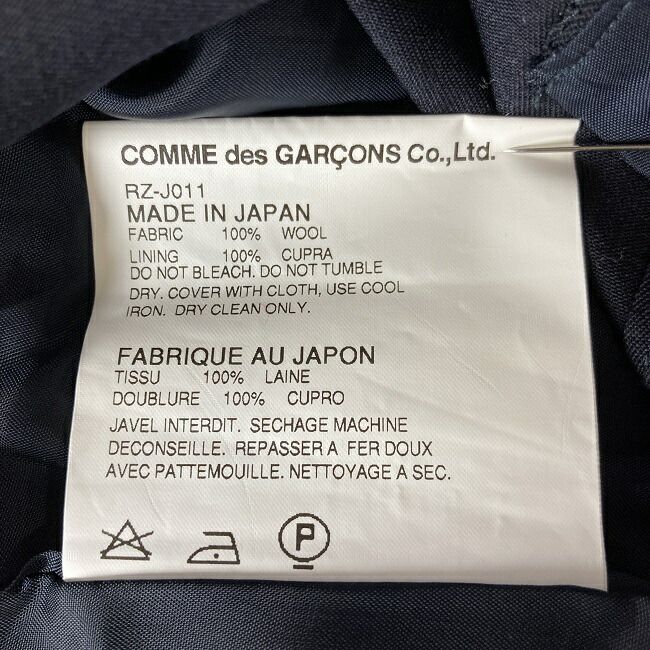 COMME des GARÇONS Co.,Ltd.
RZ-J011
MADE IN JAPAN
FABRIC 100% WOOL
LINING 100% CUPRA
DO NOT BLEACH. DO NOT TUMBLE
DRY. COVER WITH CLOTH, USE COOL
IRON. DRY CLEAN ONLY.
FABRIQUE AU JAPON
TISSU 100% LAINE
DOUBLURE 100% CUPRO
JAVEL INTERDIT. SECHAGE MACHINE
DECONSEILLE. REPASSER A FER DOUX
AVEC PATTEMOUILLE. NETTOYAGE A SEC.
P